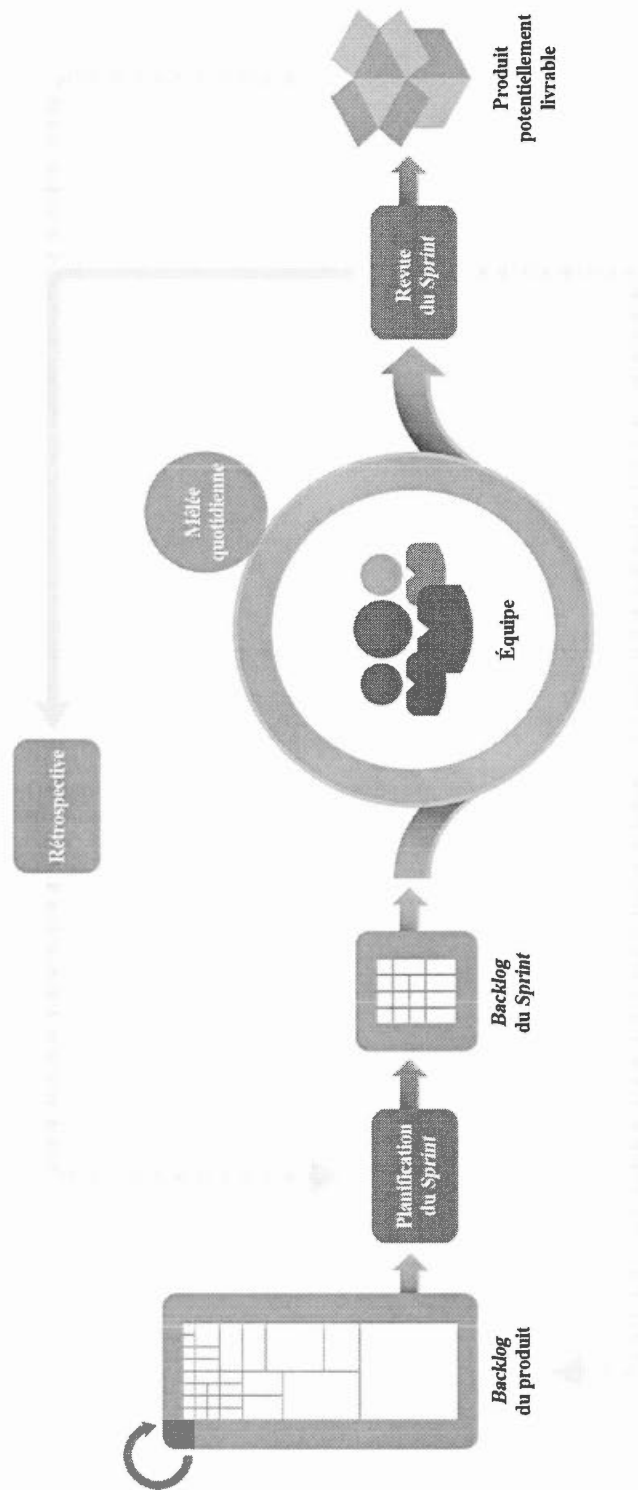 Backlog
du produit
Planification
du Sprint
Backlog
du Sprint
Équipe
Mêlée
quotidienne
Revue
du Sprint
Produit
potentiellement
livrable
Rétrospective